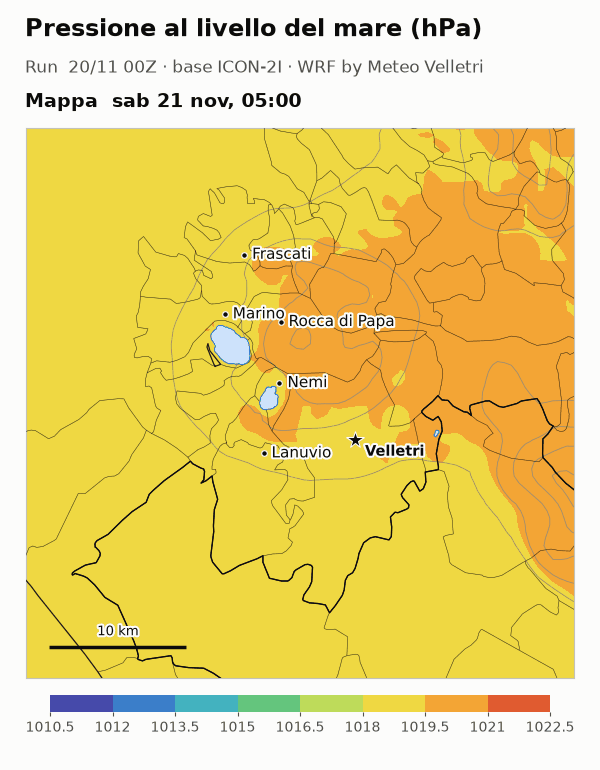 Pressione al livello del mare (hPa)
Run  20/11 00Z · base ICON-2I · WRF by Meteo Velletri
Mappa  sab 21 nov, 05:00
Frascati
Marino
Rocca di Papa
Nemi
Velletri
Lanuvio
10 km
1010.5 1012 1013.5 1015 1016.5 1018 1019.5 1021 1022.5